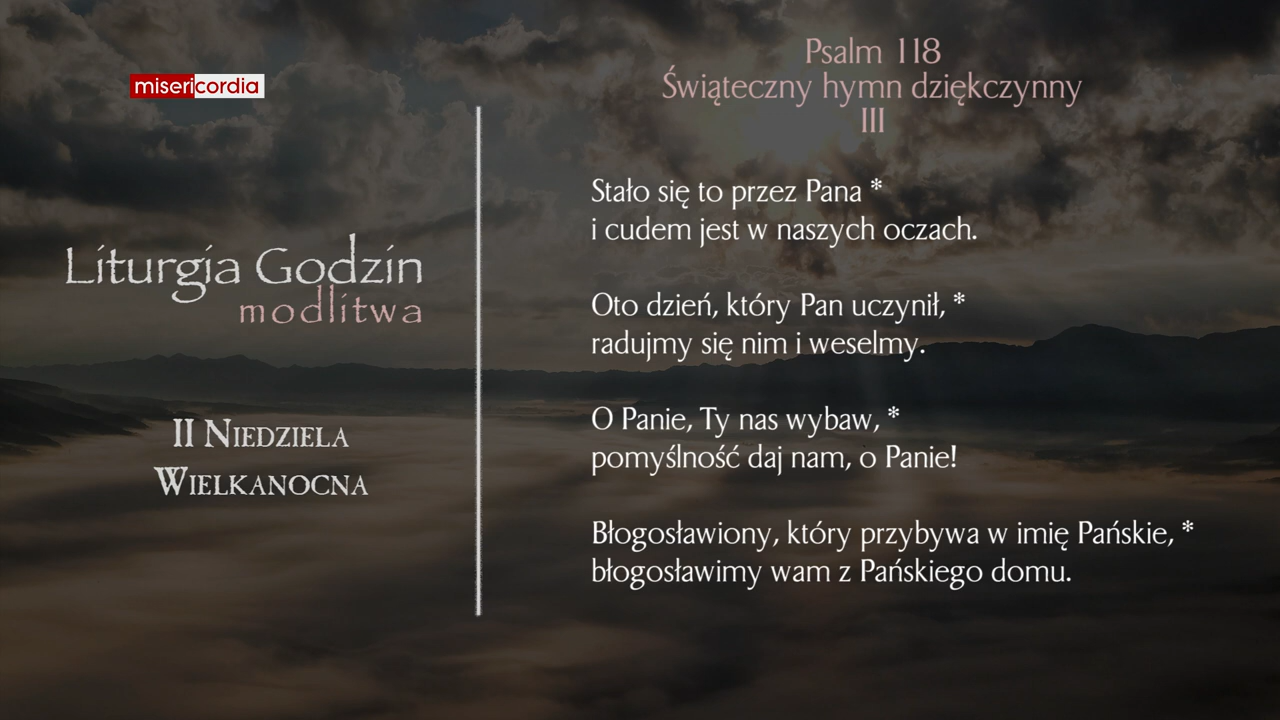 misericordia
Liturgia Godzin
modlitwa
II Niedziela
Wielkanocna
Psalm 118
Świąteczny hymn dziękczynny
III
Stało się to przez Pana *
i cudem jest w naszych oczach.
Oto dzień, który Pan uczynił, *
radujmy się nim i weselmy.
O Panie, Ty nas wybaw, *
pomyślność daj nam, o Panie!
Błogosławiony, który przybywa w imię Pańskie, *
błogosławimy wam z Pańskiego domu.